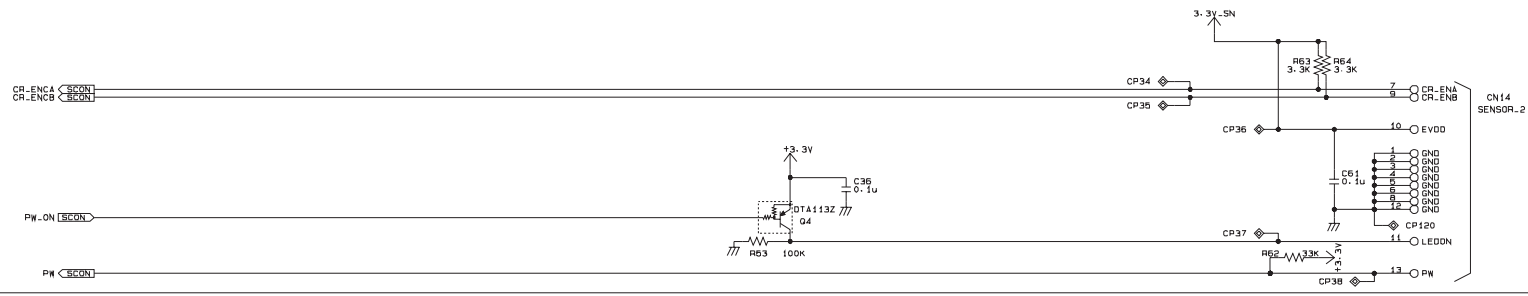 3.3V_SN
R63 R64
3.3K 3.3K
CP34
CR_ENCA SCON 7 CR_ENA
CR_ENCB SCON 9 CR_ENB
CP35
CN14
SENSOR_2
CP36 10 EVDD
+3.3V
1 GND
2 GND
3 GND
4 GND
5 GND
6 GND
8 GND
12 GND
C36
0.1u
C61
0.1u
DTA113Z
Q4
PW_ON SCON
CP120
CP37
11 LEDON
R53 100K
R62 33K
+3.3V
PW SCON 13 PW
CP38